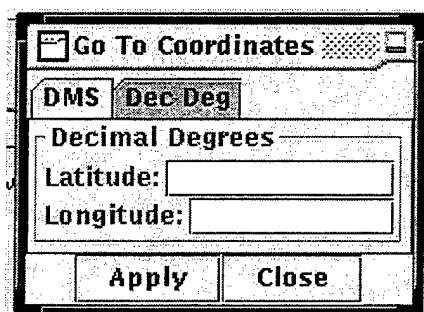 Go To Coordinates
DMS Dec-Deg
Decimal Degrees
Latitude:
Longitude:
Apply Close